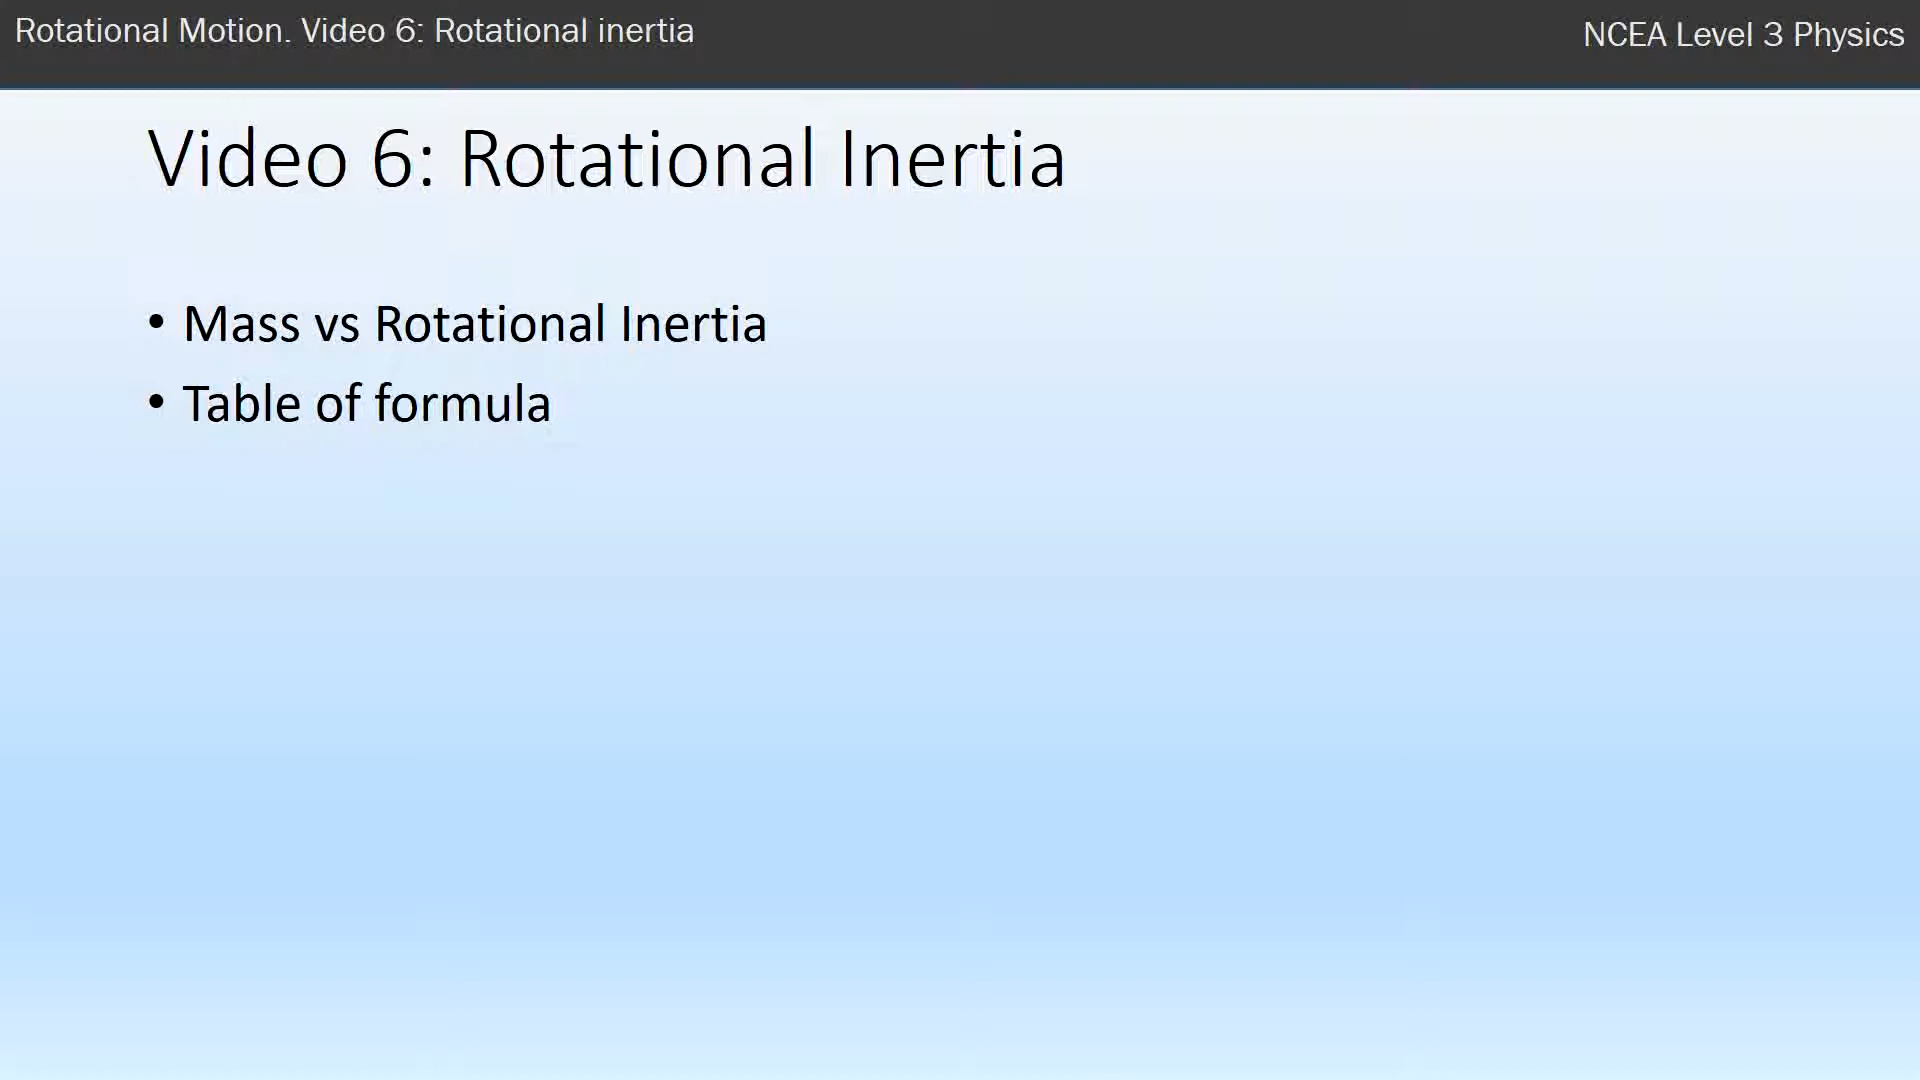 Rotational Motion. Video 6: Rotational inertia
NCEA Level 3 Physics
Video 6: Rotational Inertia
• Mass vs Rotational Inertia
• Table of formula